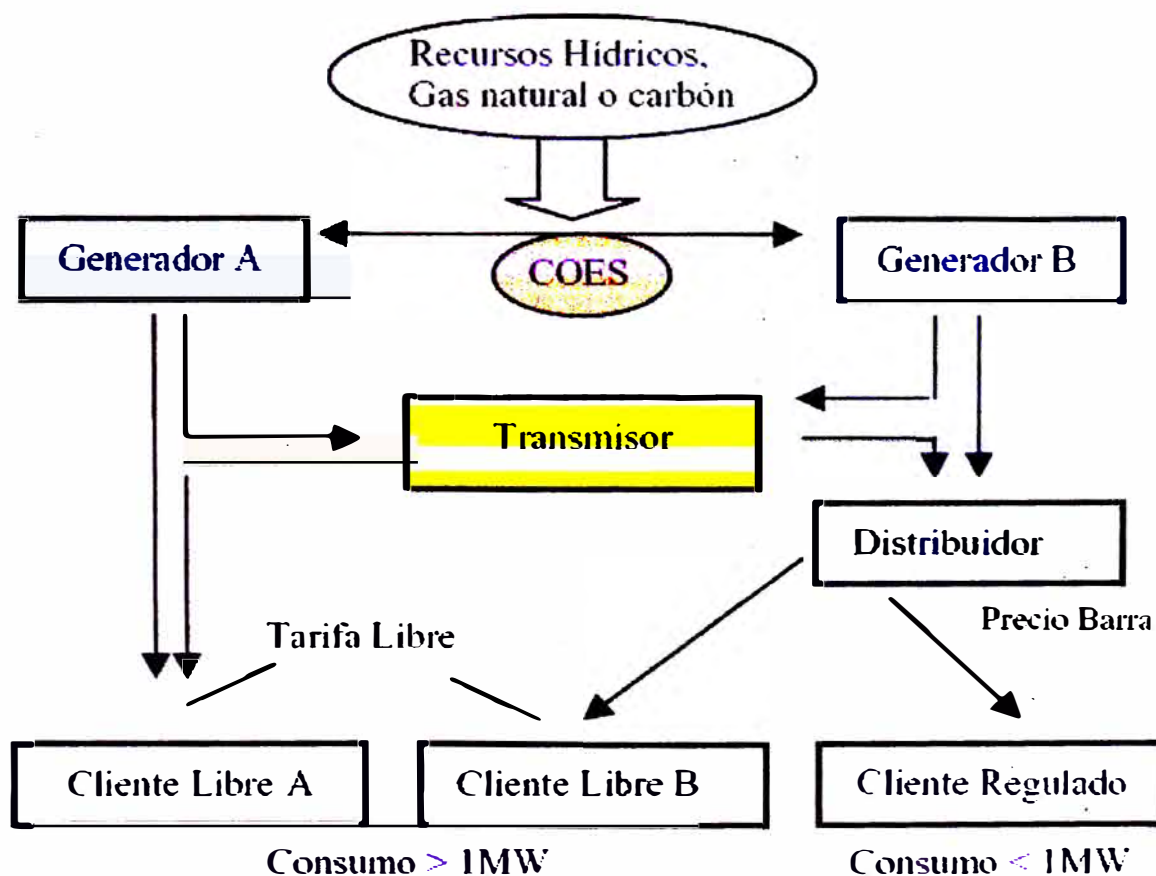 Recursos Hídricos,
Gas natural o carbón
Generador A
COES
Generador B
Transmisor
Distribuidor
Precio Barra
Tarifa Libre
Cliente Libre A
Cliente Libre B
Cliente Regulado
Consumo > 1MW
Consumo < 1MW